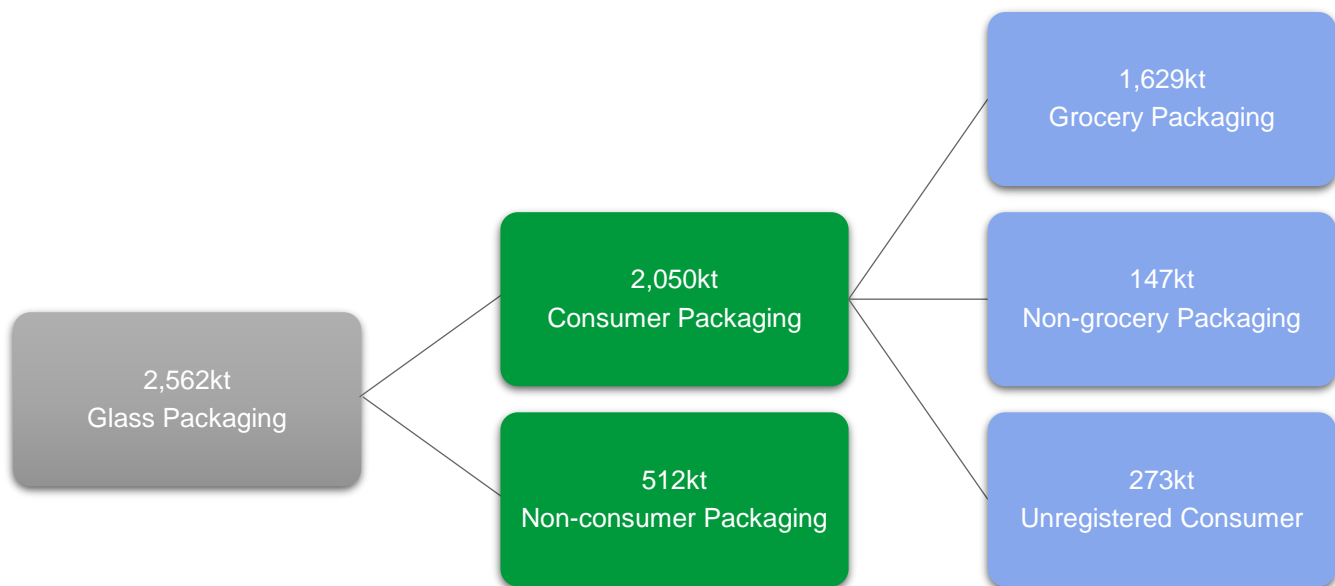 2,562kt
Glass Packaging
2,050kt
Consumer Packaging
512kt
Non-consumer Packaging
1,629kt
Grocery Packaging
147kt
Non-grocery Packaging
273kt
Unregistered Consumer